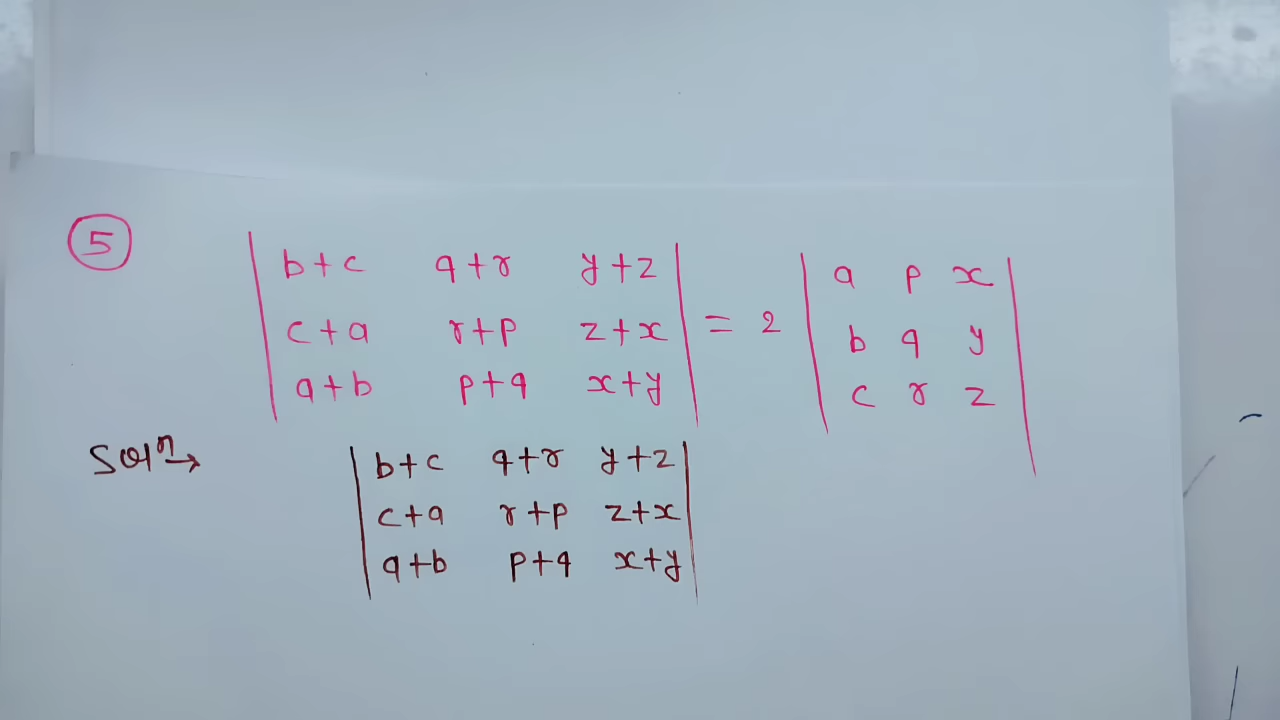 5
b+c q+r y+z
c+a r+p z+x = 2
a+b p+q x+y
a p x
b q y
c r z
Solⁿ→
b+c q+r y+z
c+a r+p z+x
a+b p+q x+y